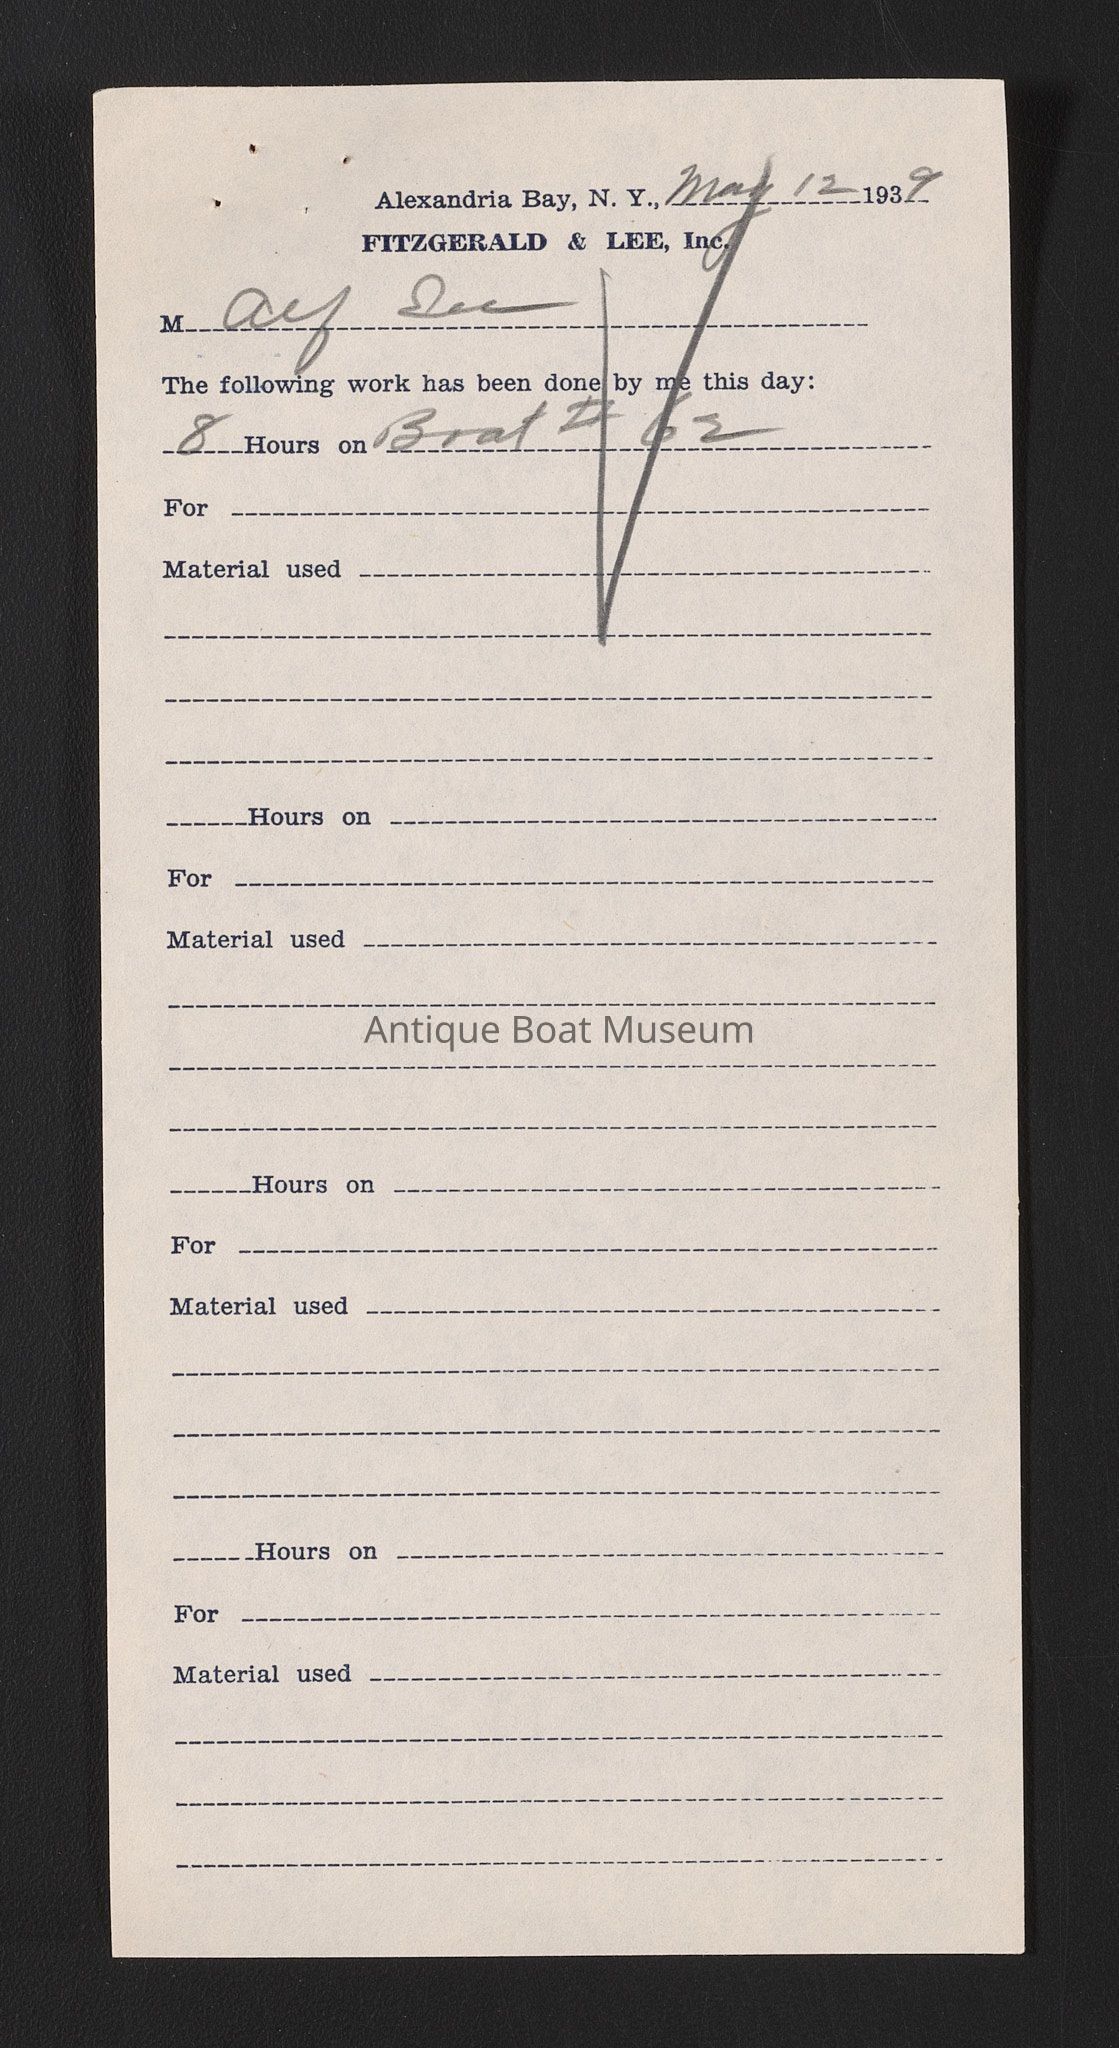 Alexandria Bay, N. Y., May 12 1939
FITZGERALD & LEE, Inc.
M Alf Lee
The following work has been done by me this day:
8 Hours on Boat # 62
For
Material used
Hours on
For
Material used
Antique Boat Museum
Hours on
For
Material used
Hours on
For
Material used